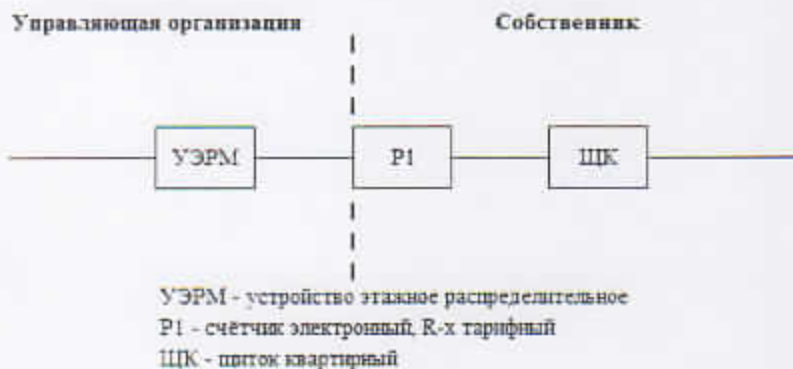 Управляющая организация Собственник
УЭРМ Р1 ЩК
УЭРМ - устройство этажное распределительное
Р1 - счётчик электронный, R-х тарифный
ЩК - щиток квартирный